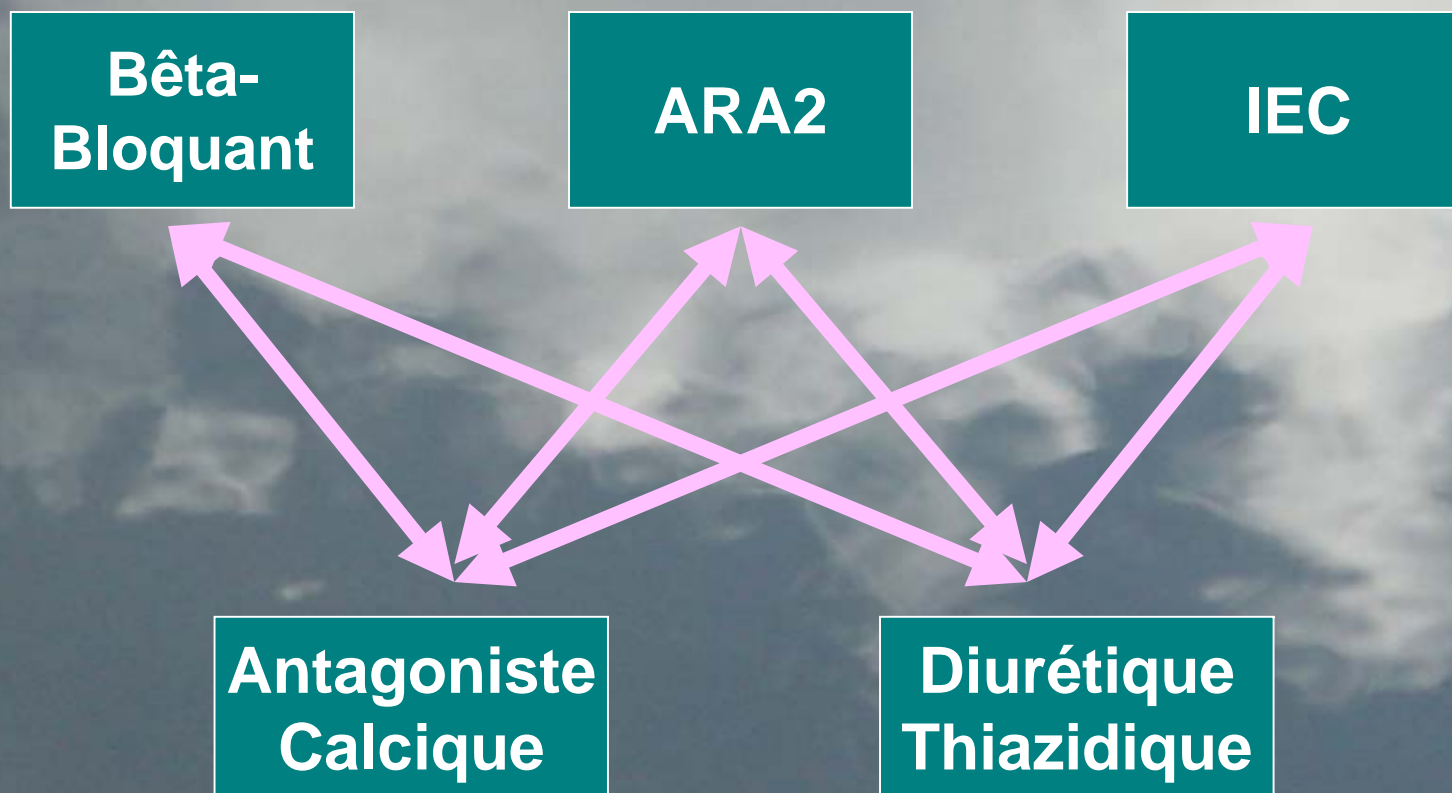 Bêta-
Bloquant
ARA2
IEC
Antagoniste
Calcique
Diurétique
Thiazidique